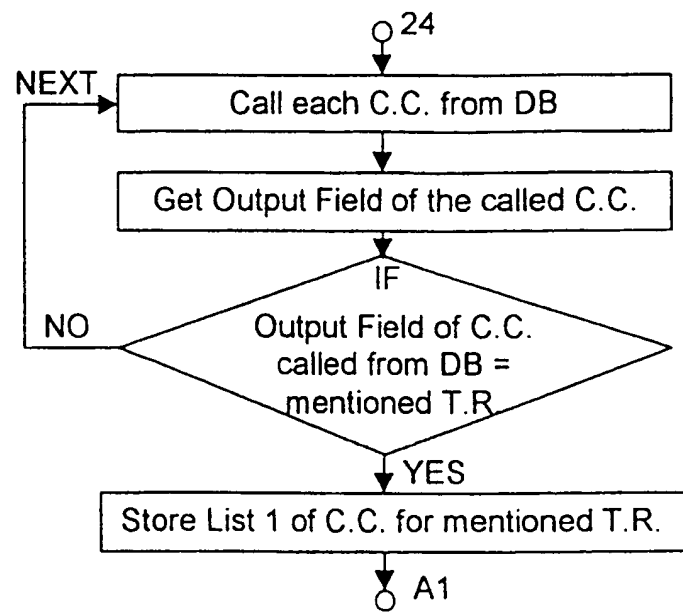 24
NEXT
Call each C.C. from DB
Get Output Field of the called C.C.
IF
NO
Output Field of C.C.
called from DB =
mentioned T.R.
YES
Store List 1 of C.C. for mentioned T.R.
A1